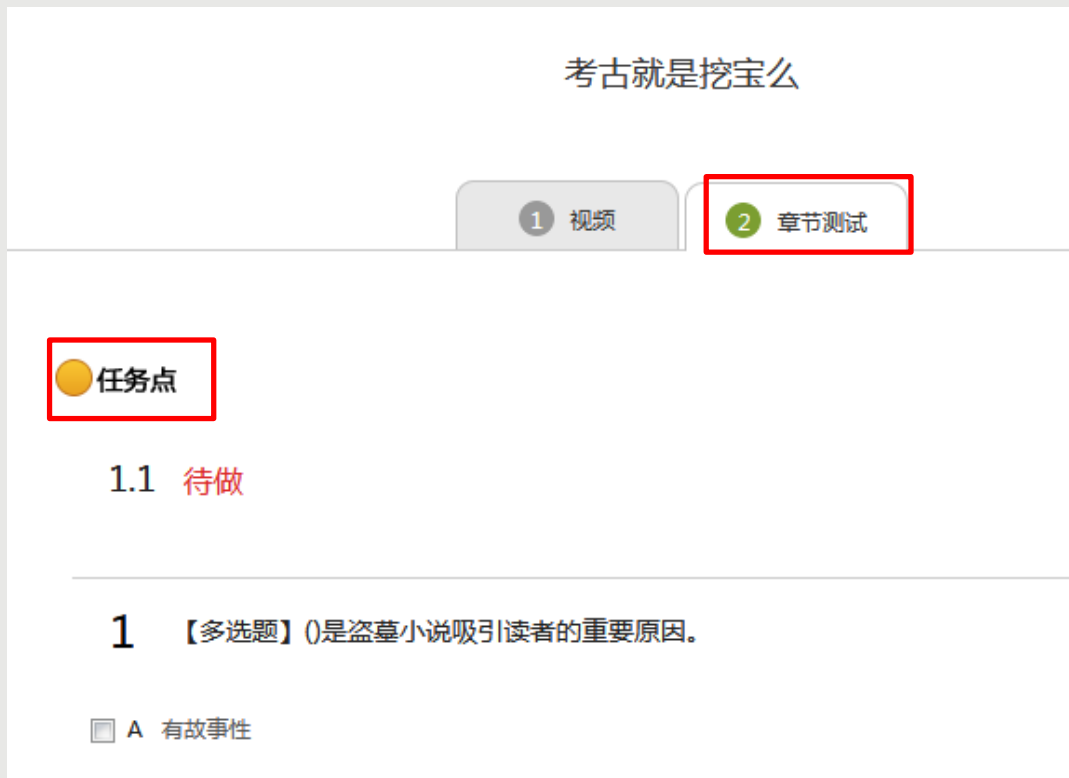 考古就是挖宝么
1 视频 2 章节测试
任务点
1.1 待做
1 【多选题】()是盗墓小说吸引读者的重要原因。
A 有故事性